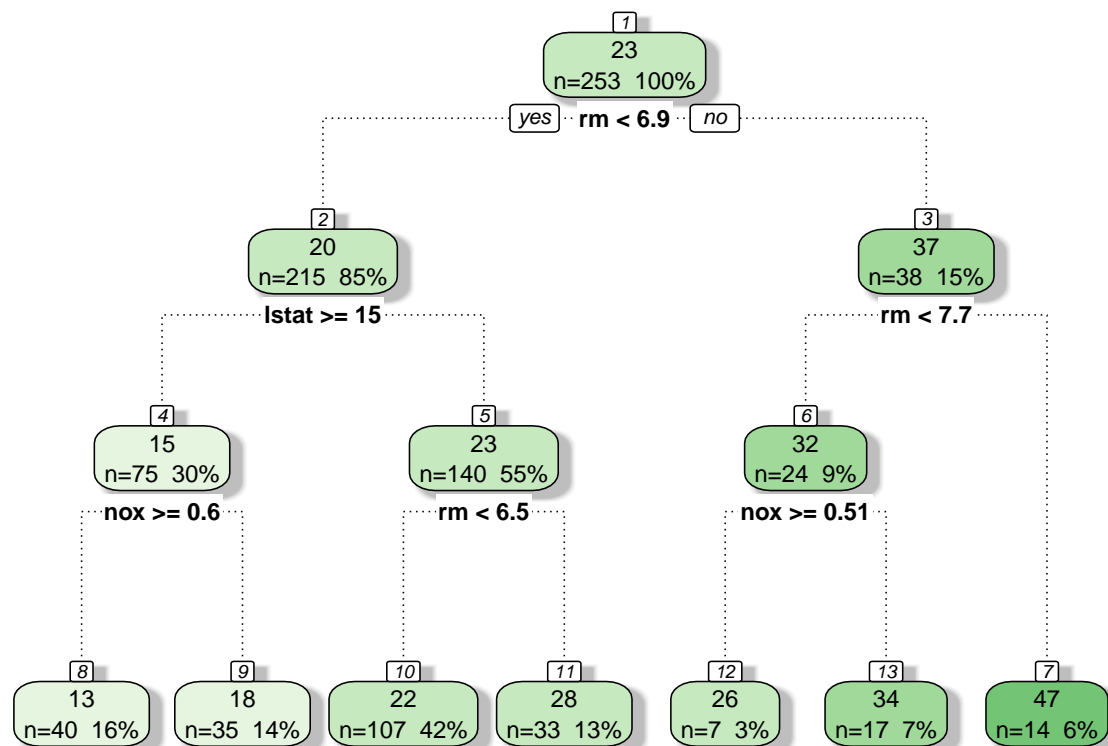 1
23
n=253 100%
yes rm < 6.9 no
2
20
n=215 85%
lstat >= 15
3
37
n=38 15%
rm < 7.7
4
15
n=75 30%
nox >= 0.6
5
23
n=140 55%
rm < 6.5
6
32
n=24 9%
nox >= 0.51
8
13
n=40 16%
9
18
n=35 14%
10
22
n=107 42%
11
28
n=33 13%
12
26
n=7 3%
13
34
n=17 7%
7
47
n=14 6%